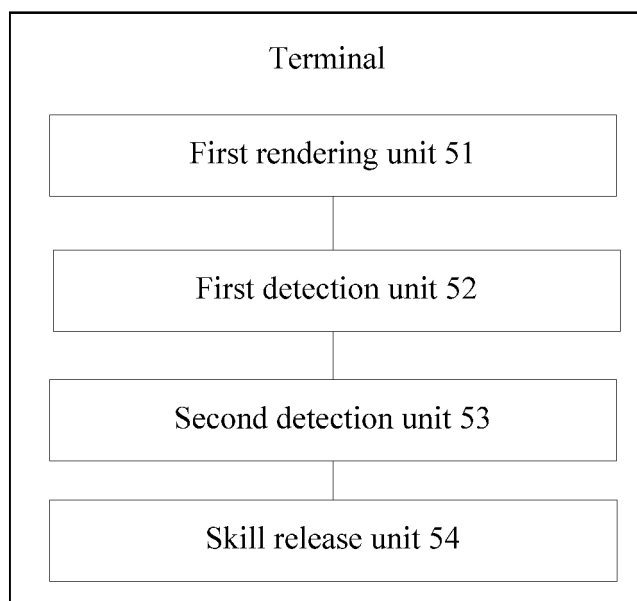 Terminal
First rendering unit 51
First detection unit 52
Second detection unit 53
Skill release unit 54